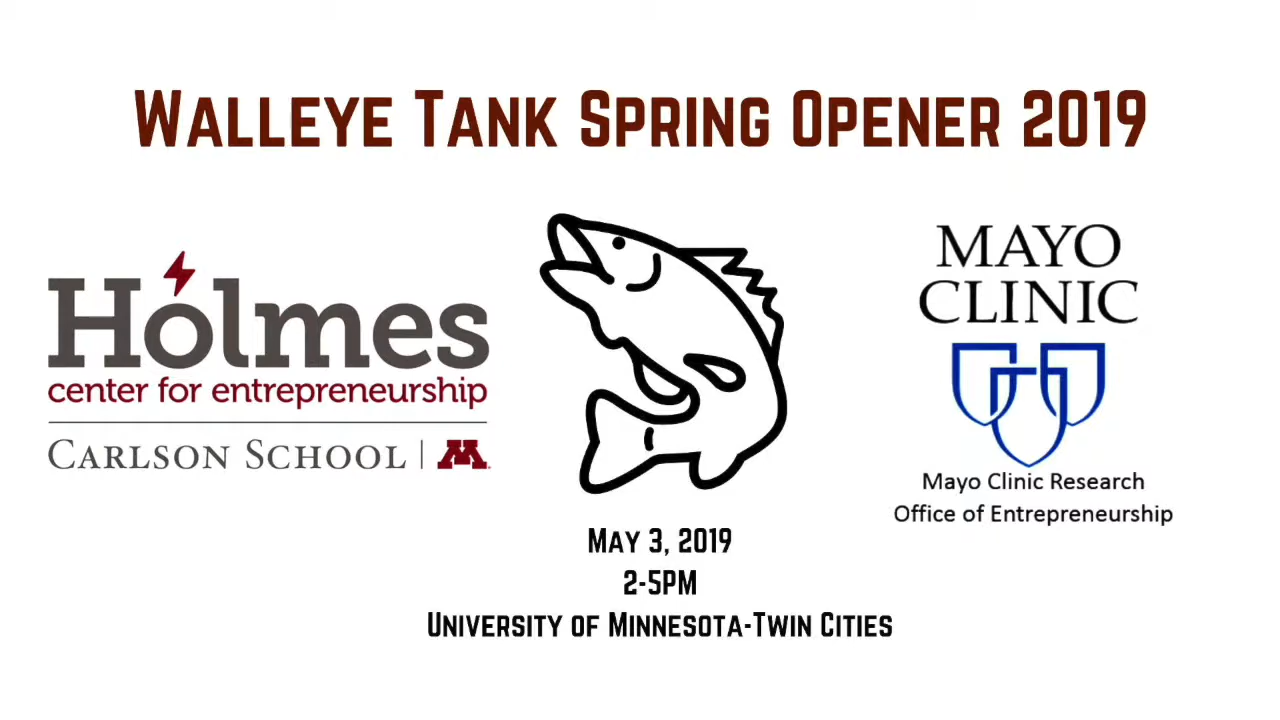 Walleye Tank Spring Opener 2019
Holmes
center for entrepreneurship
Carlson School | M
MAYO
CLINIC
Mayo Clinic Research
Office of Entrepreneurship
May 3, 2019
2-5PM
University of Minnesota-Twin Cities